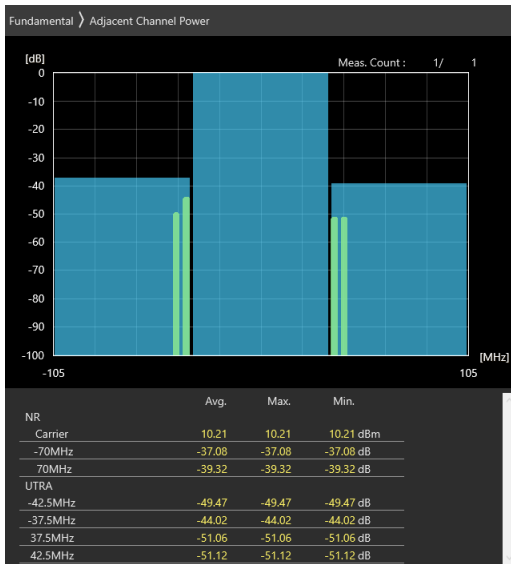 Fundamental 〉 Adjacent Channel Power
[dB]
Meas. Count : 1/ 1
0
-10
-20
-30
-40
-50
-60
-70
-80
-90
-100
[MHz]
-105 105
Avg. Max. Min.
NR
Carrier 10.21 10.21 10.21 dBm
-70MHz -37.08 -37.08 -37.08 dB
70MHz -39.32 -39.32 -39.32 dB
UTRA
-42.5MHz -49.47 -49.47 -49.47 dB
-37.5MHz -44.02 -44.02 -44.02 dB
37.5MHz -51.06 -51.06 -51.06 dB
42.5MHz -51.12 -51.12 -51.12 dB